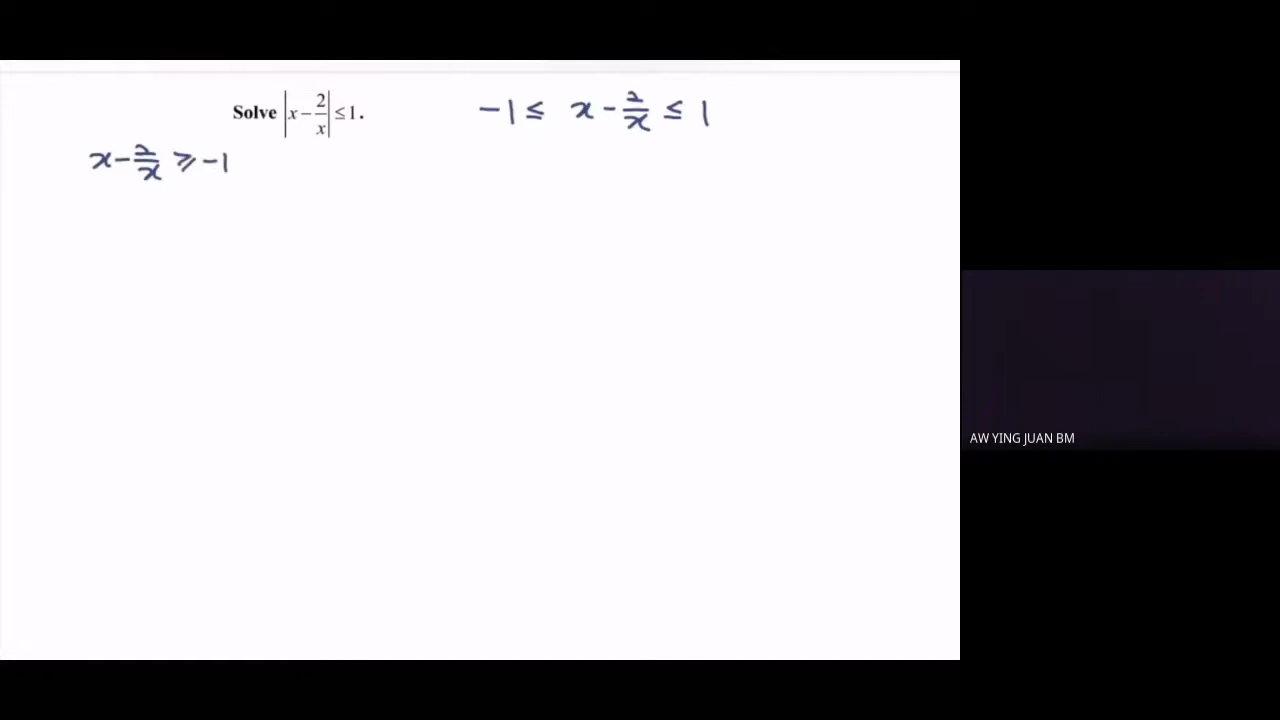 Solve |x − 2/x| ≤ 1.
−1 ≤ x − 2/x ≤ 1
x − 2/x ⩾ −1
AW YING JUAN BM